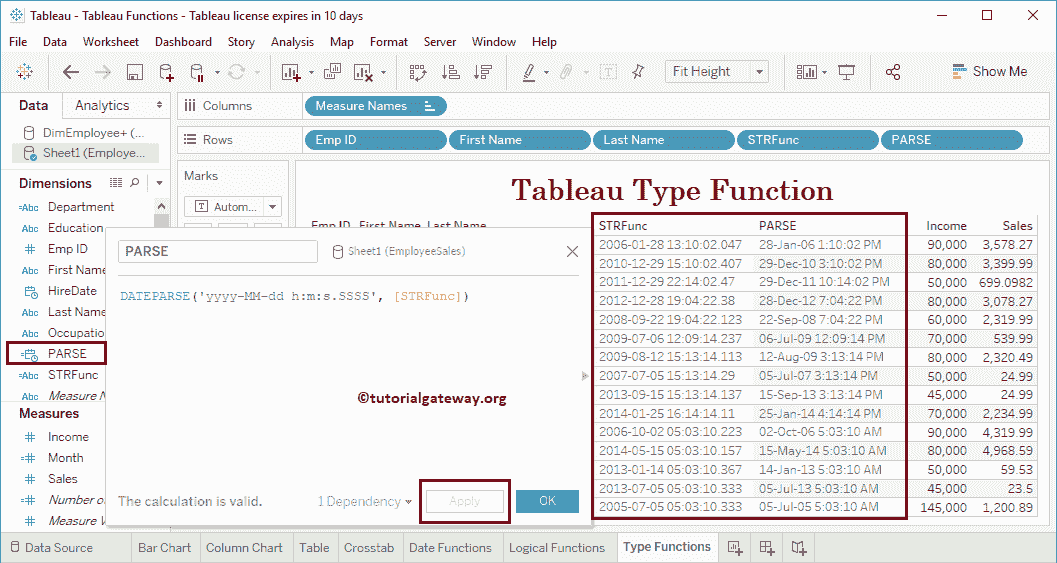 Tableau - Tableau Functions - Tableau license expires in 10 days
File Data Worksheet Dashboard Story Analysis Map Format Server Window Help
Fit Height
Show Me
Data Analytics
Columns Measure Names
DimEmployee+ (...
Sheet1 (Employe...
Rows Emp ID First Name Last Name STRFunc PARSE
Dimensions
Abc Department
Abc Education
Emp ID
Abc First Name
HireDate
Abc Last Name
Abc Occupatio
PARSE
Abc STRFunc
Abc Measure N
Measures
Income
Month
Sales
Number o
Measure V
Marks
T Autom...
Tableau Type Function
Emp ID First Name Last Name STRFunc PARSE Income Sales
2006-01-28 13:10:02.047 28-Jan-06 1:10:02 PM 90,000 3,578.27
2010-12-29 15:10:02.407 29-Dec-10 3:10:02 PM 80,000 3,399.99
2011-12-29 22:14:02.47 29-Dec-11 10:14:02 PM 50,000 699.0982
2012-12-28 19:04:22.38 28-Dec-12 7:04:22 PM 80,000 3,078.27
2008-09-22 19:04:22.123 22-Sep-08 7:04:22 PM 60,000 2,319.99
2009-07-06 12:09:14.237 06-Jul-09 12:09:14 PM 70,000 539.99
2009-08-12 15:13:14.113 12-Aug-09 3:13:14 PM 80,000 2,320.49
2007-07-05 15:13:14.29 05-Jul-07 3:13:14 PM 50,000 24.99
2013-09-15 15:13:14.137 15-Sep-13 3:13:14 PM 45,000 24.99
2014-01-25 16:14:14.11 25-Jan-14 4:14:14 PM 70,000 2,234.99
2006-10-02 05:03:10.223 02-Oct-06 5:03:10 AM 90,000 4,319.99
2014-05-15 05:03:10.157 15-May-14 5:03:10 AM 80,000 4,968.59
2013-01-14 05:03:10.367 14-Jan-13 5:03:10 AM 50,000 59.53
2013-07-05 05:03:10.333 05-Jul-13 5:03:10 AM 45,000 23.5
2005-07-05 05:03:10.333 05-Jul-05 5:03:10 AM 145,000 1,200.89
PARSE Sheet1 (EmployeeSales)
DATEPARSE('yyyy-MM-dd h:m:s.SSSS', [STRFunc])
©tutorialgateway.org
The calculation is valid. 1 Dependency Apply OK
Data Source Bar Chart Column Chart Table Crosstab Date Functions Logical Functions Type Functions